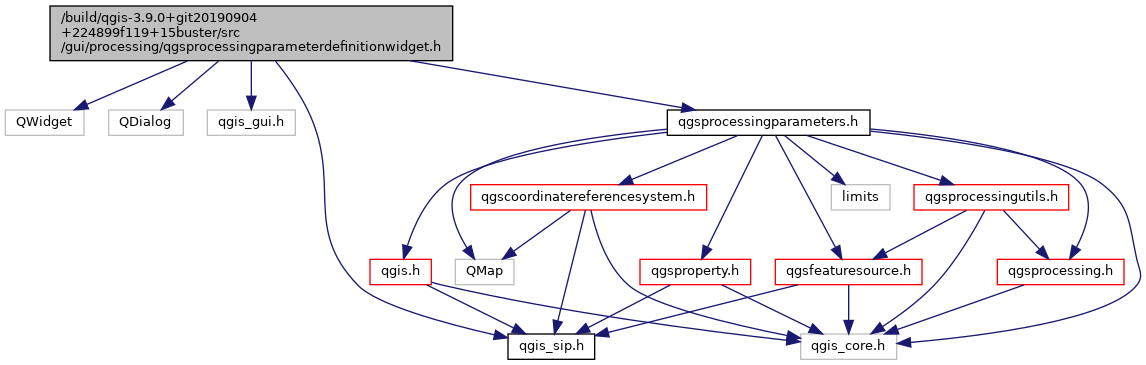 /build/qgis-3.9.0+git20190904
+224899f119+15buster/src
/gui/processing/qgsprocessingparameterdefinitionwidget.h
QWidget
QDialog
qgis_gui.h
qgsprocessingparameters.h
qgscoordinatereferencesystem.h
limits
qgsprocessingutils.h
qgis.h
QMap
qgsproperty.h
qgsfeaturesource.h
qgsprocessing.h
qgis_sip.h
qgis_core.h